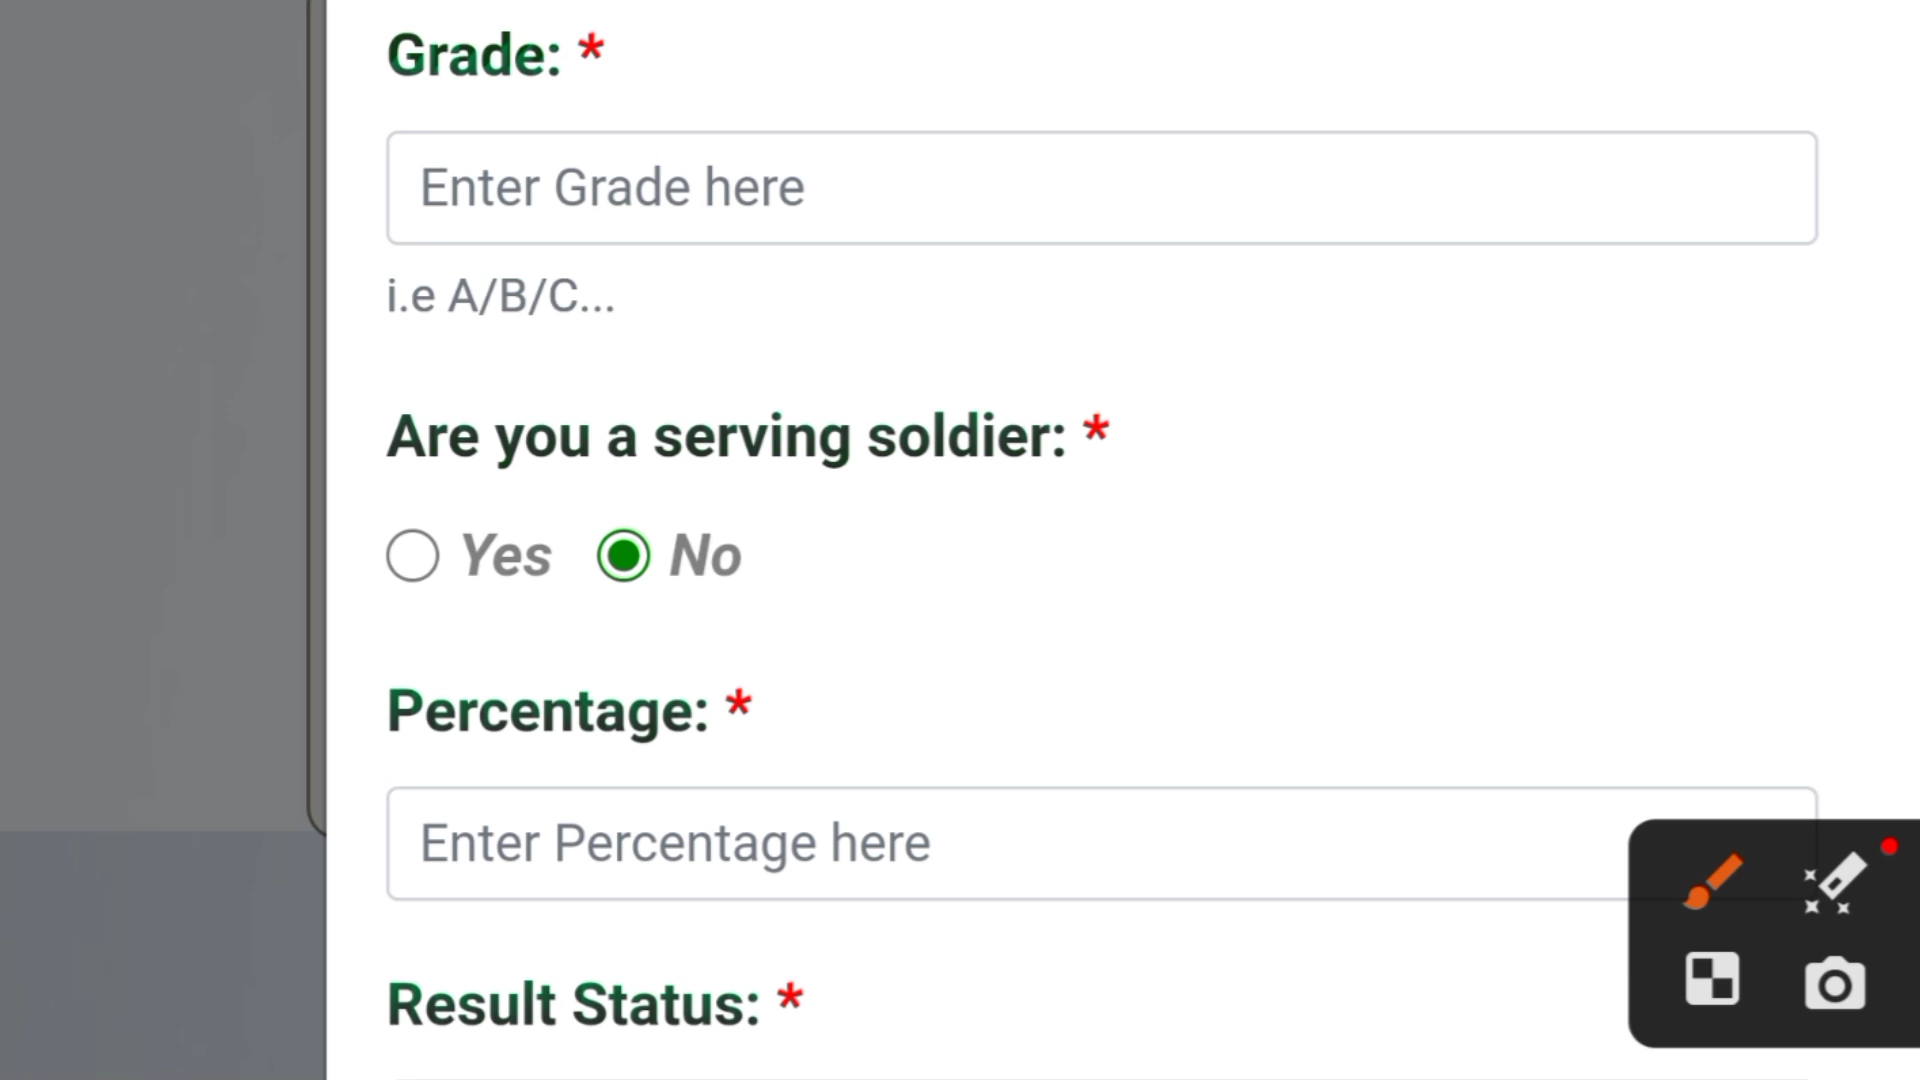 Grade: *
Enter Grade here
i.e A/B/C...
Are you a serving soldier: *
Yes No
Percentage: *
Enter Percentage here
Result Status: *